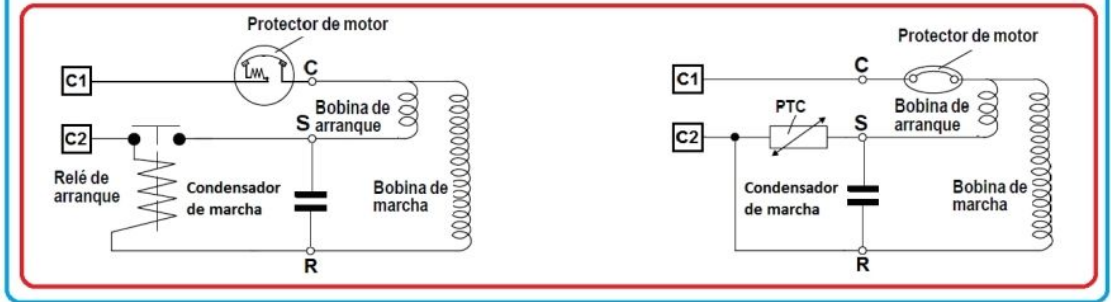 Protector de motor
C1
C
Bobina de
arranque
S
C2
Relé de
arranque
Condensador
de marcha
Bobina de
marcha
R
Protector de motor
C1
C
PTC
Bobina de
arranque
S
C2
Condensador
de marcha
Bobina de
marcha
R